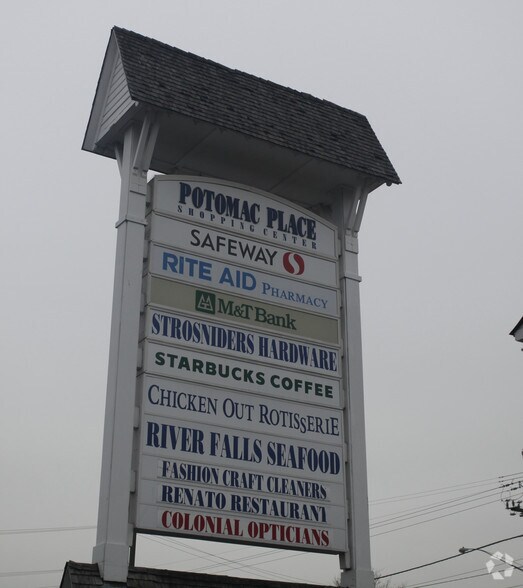 POTOMAC PLACE
SHOPPING CENTER
SAFEWAY
RITE AID PHARMACY
M&T Bank
STROSNIDERS HARDWARE
STARBUCKS COFFEE
CHICKEN OUT ROTISSERIE
RIVER FALLS SEAFOOD
FASHION CRAFT CLEANERS
RENATO RESTAURANT
COLONIAL OPTICIANS